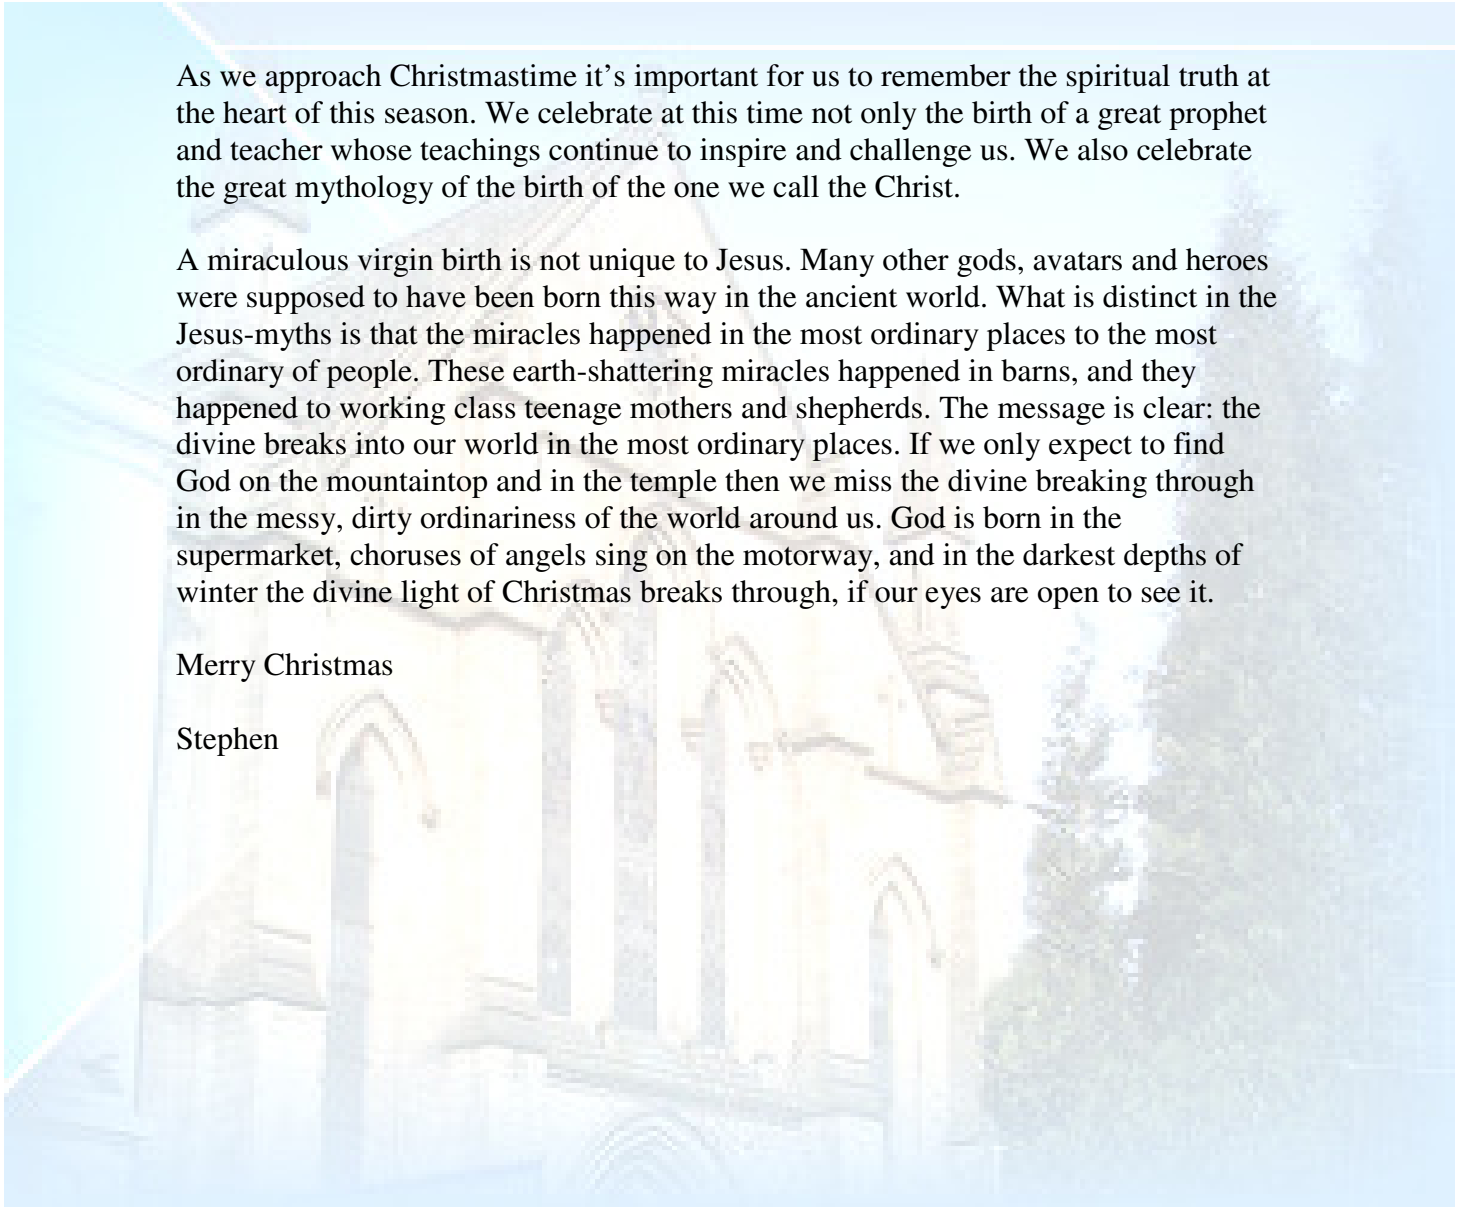 As we approach Christmastime it’s important for us to remember the spiritual truth at
the heart of this season. We celebrate at this time not only the birth of a great prophet
and teacher whose teachings continue to inspire and challenge us. We also celebrate
the great mythology of the birth of the one we call the Christ.
A miraculous virgin birth is not unique to Jesus. Many other gods, avatars and heroes
were supposed to have been born this way in the ancient world. What is distinct in the
Jesus-myths is that the miracles happened in the most ordinary places to the most
ordinary of people. These earth-shattering miracles happened in barns, and they
happened to working class teenage mothers and shepherds. The message is clear: the
divine breaks into our world in the most ordinary places. If we only expect to find
God on the mountaintop and in the temple then we miss the divine breaking through
in the messy, dirty ordinariness of the world around us. God is born in the
supermarket, choruses of angels sing on the motorway, and in the darkest depths of
winter the divine light of Christmas breaks through, if our eyes are open to see it.
Merry Christmas
Stephen